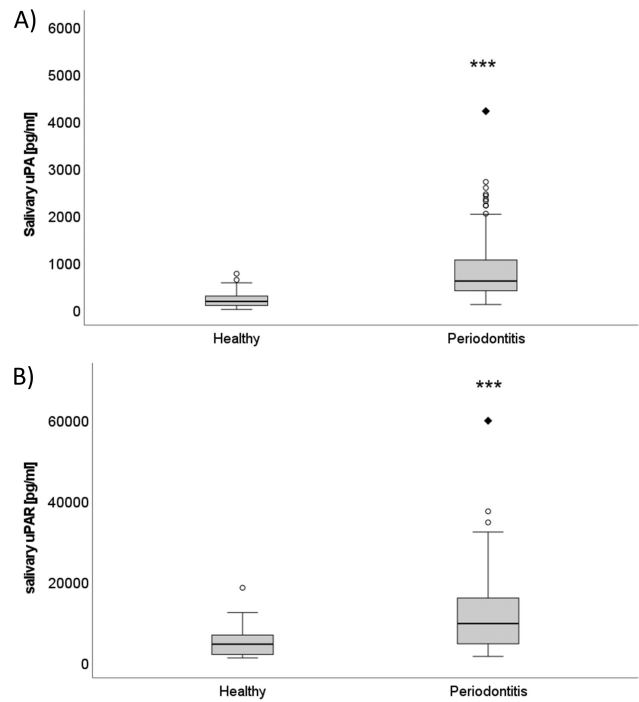 A)
6000
5000
4000
3000
2000
1000
0
Salivary uPA [pg/ml]
***
Healthy Periodontitis
B)
60000
40000
20000
0
salivary uPAR [pg/ml]
***
Healthy Periodontitis